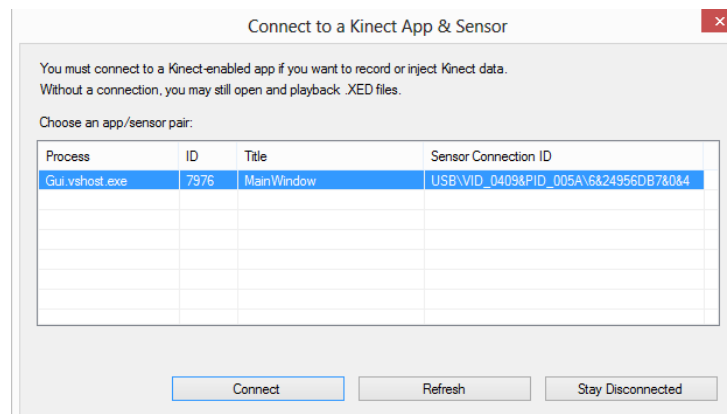 Connect to a Kinect App & Sensor
You must connect to a Kinect-enabled app if you want to record or inject Kinect data.
Without a connection, you may still open and playback .XED files.
Choose an app/sensor pair:
Process ID Title Sensor Connection ID
Gui.vshost.exe 7976 MainWindow USB\VID_0409&PID_005A\6&24956DB7&0&4
Connect Refresh Stay Disconnected